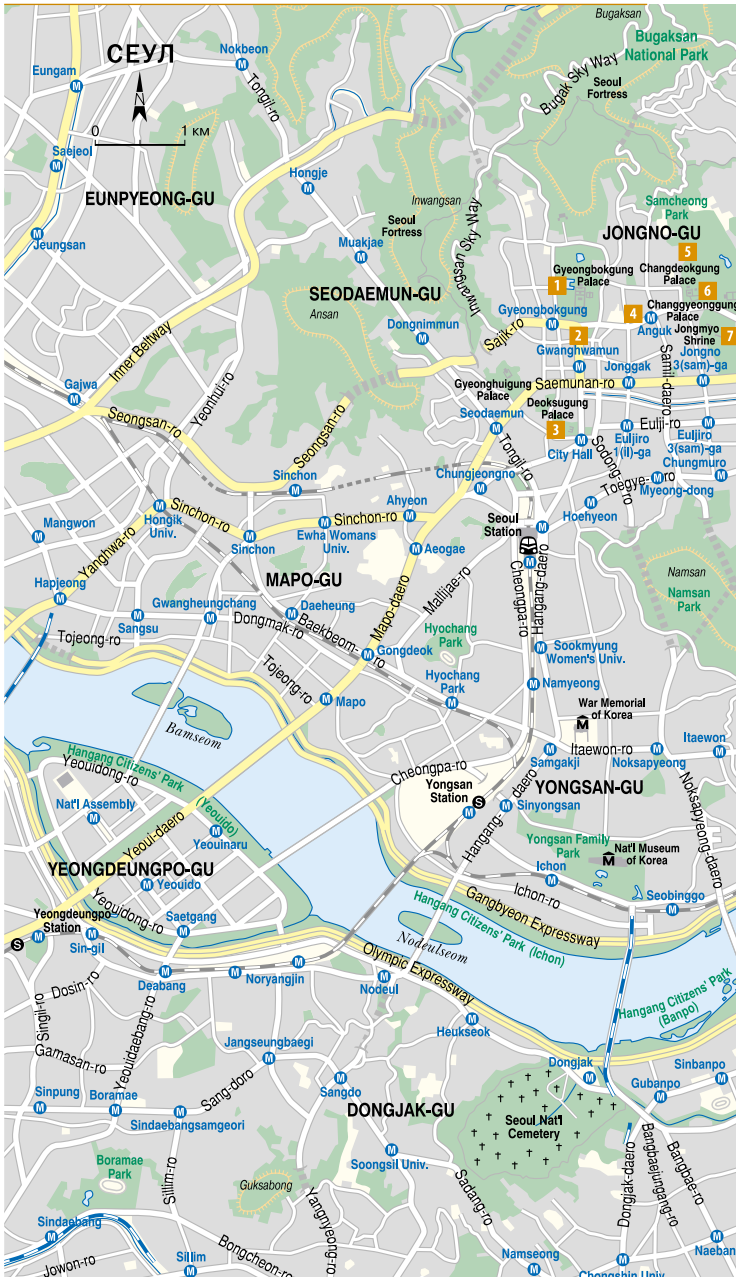 Bugaksan
Bugaksan
National Park
СЕУЛ
Nokbeon
Bugak Sky Way
Seoul
Fortress
Eungam
M
Tongil-ro
N
0 1 КМ
Saejeol
Hongje
EUNPYEONG-GU
Inwangsan
Seoul
Fortress
Samcheong
Park
Jeungsan
Muakjae
Inwangsan Sky Way
JONGNO-GU
5
Gyeongbokgung
Palace
Changdeokgung
Palace
1
6
SEODAEMUN-GU
Ansan
Gyeongbokgung
4
Changgyeonggung
Palace
Dongnimmun
Sajik-ro
2
Anguk
Jongmyo
Shrine
7
Inner Beltway
Gwanghwamun
Jonggak
Samil-daero
Jongno
3(sam)-ga
Gajwa
Yeonhui-ro
Gyeonghuigung
Palace
Saemunan-ro
Seongsan-ro
Seongsan-ro
Seodaemun
Deoksugung
Palace
3
Eulji-ro
City Hall
Euljiro
1(il)-ga
Euljiro
3(sam)-ga
Tongil-ro
Sodong-ro
Chungmuro
Sinchon
Chungjeongno
Toegye-ro
Myeong-dong
Mangwon
Hongik
Univ.
Sinchon-ro
Sinchon
Sinchon-ro
Ewha Womans
Univ.
Ahyeon
Seoul
Station
Hoehyeon
Yanghwa-ro
Aeogae
Hapjeong
MAPO-GU
Mallijae-ro
Cheongpa-ro
Hangang-daero
Namsan
Namsan
Park
Gwangheungchang
Daeheung
Mapo-daero
Sangsu
Dongmak-ro
Baekbeom-ro
Hyochang
Park
Tojeong-ro
Gongdeok
Sookmyung
Women's Univ.
Tojeong-ro
Hyochang
Park
Namyeong
Mapo
War Memorial
of Korea
Bamseom
Itaewon-ro
Itaewon
Hangang Citizens' Park
(Yeouido)
Yeouidong-ro
Cheongpa-ro
Samgakji
Noksapyeong
Nat'l Assembly
Yongsan
Station
S
YONGSAN-GU
Yeoui-daero
Sinyongsan
Noksapyeong-daero
Yeouinaru
Hangang-daero
Yongsan Family
Park
Nat'l Museum
of Korea
YEONGDEUNGPO-GU
Yeouido
Ichon
Ichon-ro
Yeongdeungpo
Station
Yeouidong-ro
Saetgang
Seobinggo
Gangbyeon Expressway
Hangang Citizens' Park (Ichon)
S
Sin-gil
Nodeulseom
Olympic Expressway
Deabang
Noryangjin
Nodeul
Dosin-ro
Singil-ro
Hangang Citizens' Park
(Banpo)
Heukseok
Gamasan-ro
Yeouidaebang-ro
Jangseungbaegi
Dongjak
Sinbanpo
Sinpung
Boramae
Sang-doro
Sangdo
Gubanpo
Sindaebangsamgeori
DONGJAK-GU
Seoul Nat'l
Cemetery
Boramae
Park
Soongsil Univ.
Sillim-ro
Guksabong
Sadang-ro
Dongjak-daero
Bangbaejungang-ro
Bangbae-ro
Sindaebang
Yangnyeong-ro
Jowon-ro
Sillim
Bongcheon-ro
Namseong
Naebang
Chongshin Univ.